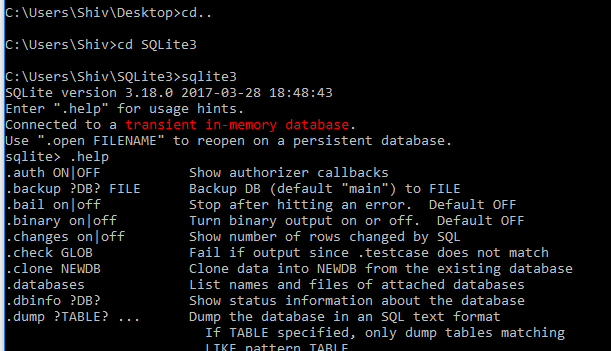 C:\Users\Shiv\Desktop>cd..
C:\Users\Shiv>cd SQLite3
C:\Users\Shiv\SQLite3>sqlite3
SQLite version 3.18.0 2017-03-28 18:48:43
Enter ".help" for usage hints.
Connected to a transient in-memory database.
Use ".open FILENAME" to reopen on a persistent database.
sqlite> .help
.auth ON|OFF           Show authorizer callbacks
.backup ?DB? FILE      Backup DB (default "main") to FILE
.bail on|off           Stop after hitting an error.  Default OFF
.binary on|off         Turn binary output on or off.  Default OFF
.changes on|off        Show number of rows changed by SQL
.check GLOB            Fail if output since .testcase does not match
.clone NEWDB           Clone data into NEWDB from the existing database
.databases             List names and files of attached databases
.dbinfo ?DB?           Show status information about the database
.dump ?TABLE? ...      Dump the database in an SQL text format
                         If TABLE specified, only dump tables matching
                         LIKE pattern TABLE